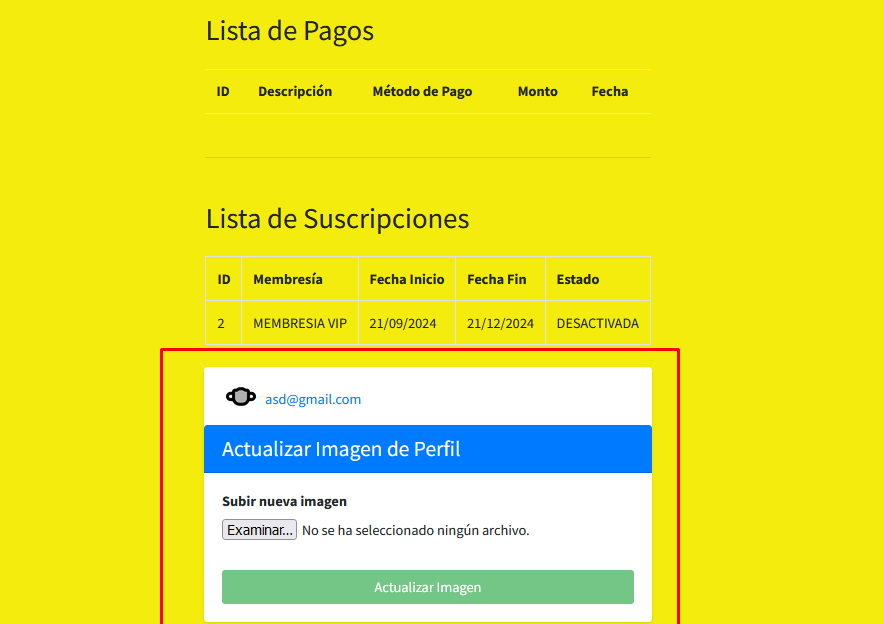 Lista de Pagos
ID Descripción Método de Pago Monto Fecha
Lista de Suscripciones
ID Membresía Fecha Inicio Fecha Fin Estado
2 MEMBRESIA VIP 21/09/2024 21/12/2024 DESACTIVADA
asd@gmail.com
Actualizar Imagen de Perfil
Subir nueva imagen
Examinar... No se ha seleccionado ningún archivo.
Actualizar Imagen